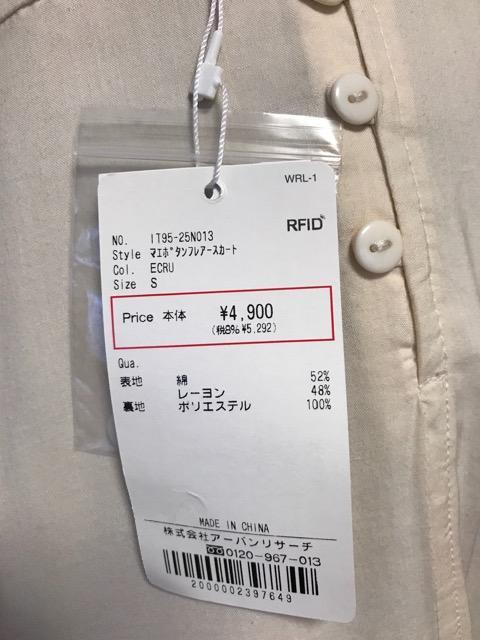 WRL-1
RFID
NO. IT95-25N013
Style マエボタンフレアースカート
Col. ECRU
Size S
Price 本体 ¥4,900
(税8% ¥5,292)
Qua.
表地 綿 52%
レーヨン 48%
裏地 ポリエステル 100%
MADE IN CHINA
株式会社アーバンリサーチ
0120-967-013
2000002397649